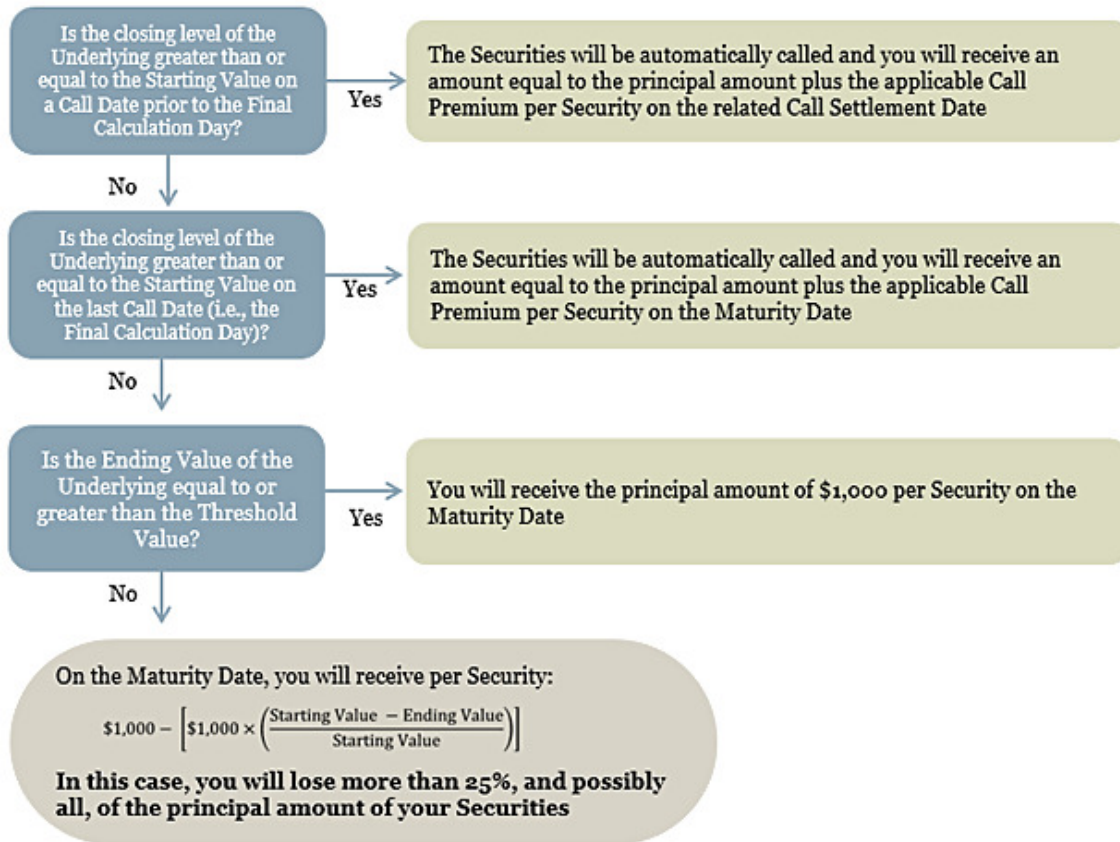 Is the closing level of the
Underlying greater than or
equal to the Starting Value on
a Call Date prior to the Final
Calculation Day?
Yes
The Securities will be automatically called and you will receive an
amount equal to the principal amount plus the applicable Call
Premium per Security on the related Call Settlement Date
No
Is the closing level of the
Underlying greater than or
equal to the Starting Value on
the last Call Date (i.e., the
Final Calculation Day)?
Yes
The Securities will be automatically called and you will receive an
amount equal to the principal amount plus the applicable Call
Premium per Security on the Maturity Date
No
Is the Ending Value of the
Underlying equal to or
greater than the Threshold
Value?
Yes
You will receive the principal amount of $1,000 per Security on the
Maturity Date
No
On the Maturity Date, you will receive per Security:
$1,000 − [$1,000 × (Starting Value − Ending Value / Starting Value)]
In this case, you will lose more than 25%, and possibly
all, of the principal amount of your Securities